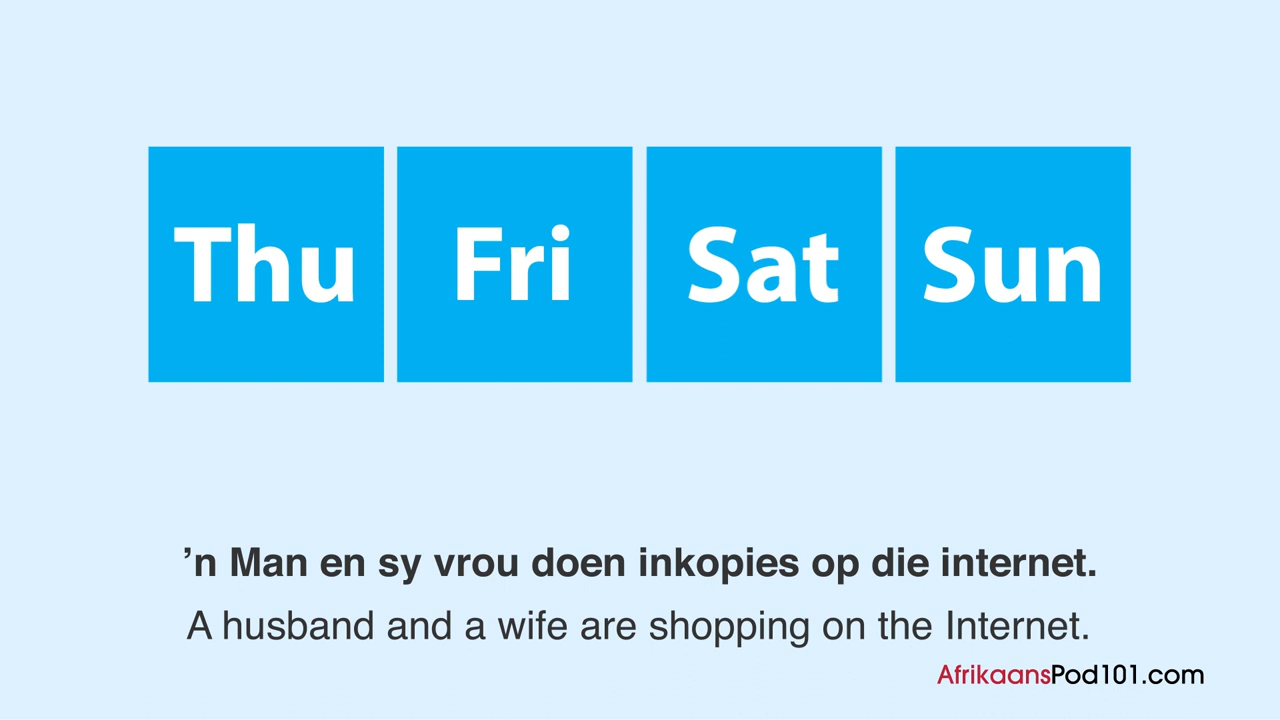 Thu Fri Sat Sun
’n Man en sy vrou doen inkopies op die internet.
A husband and a wife are shopping on the Internet.
AfrikaansPod101.com